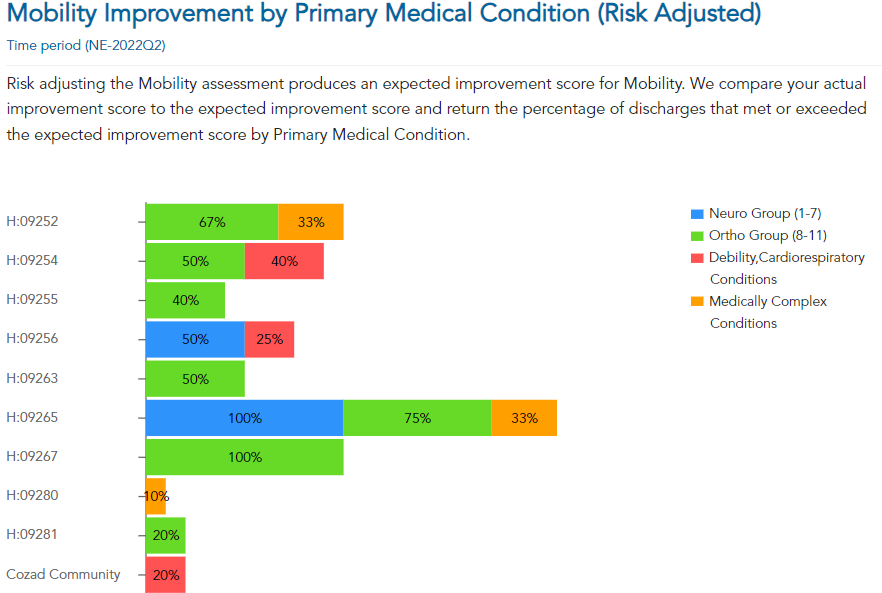 Mobility Improvement by Primary Medical Condition (Risk Adjusted)
Time period (NE-2022Q2)
Risk adjusting the Mobility assessment produces an expected improvement score for Mobility. We compare your actual
improvement score to the expected improvement score and return the percentage of discharges that met or exceeded
the expected improvement score by Primary Medical Condition.
H:09252 67% 33%
H:09254 50% 40%
H:09255 40%
H:09256 50% 25%
H:09263 50%
H:09265 100% 75% 33%
H:09267 100%
H:09280 10%
H:09281 20%
Cozad Community 20%
Neuro Group (1-7)
Ortho Group (8-11)
Debility,Cardiorespiratory
Conditions
Medically Complex
Conditions